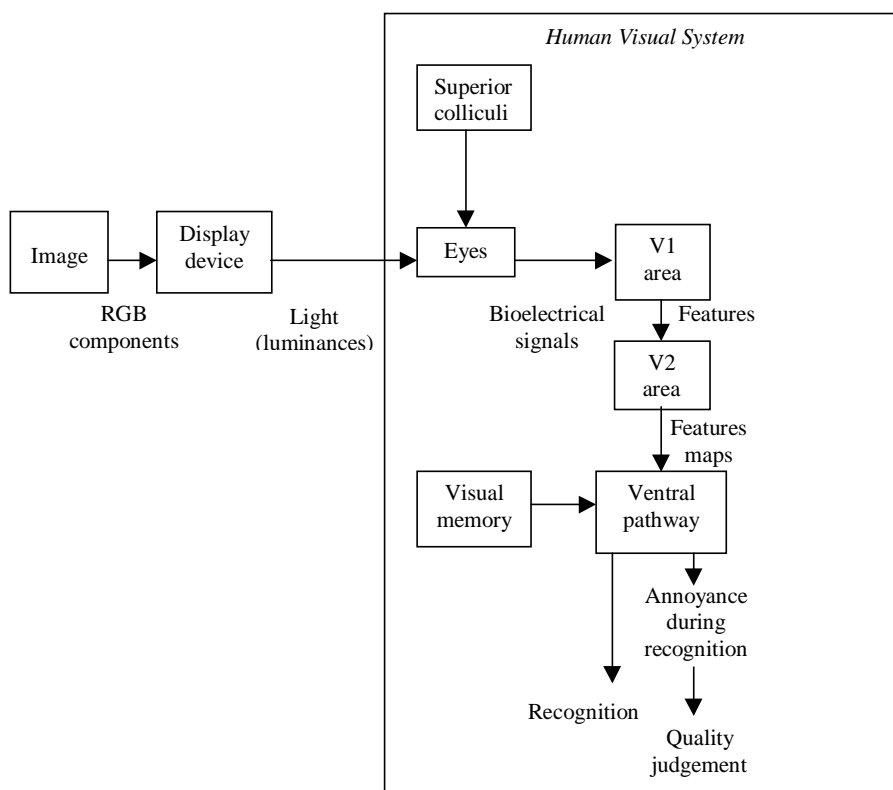 Human Visual System
Superior
colliculi
Image
Display
device
Eyes
V1
area
RGB
components
Light
(luminances)
Bioelectrical
signals
Features
V2
area
Features
maps
Visual
memory
Ventral
pathway
Annoyance
during
recognition
Recognition
Quality
judgement